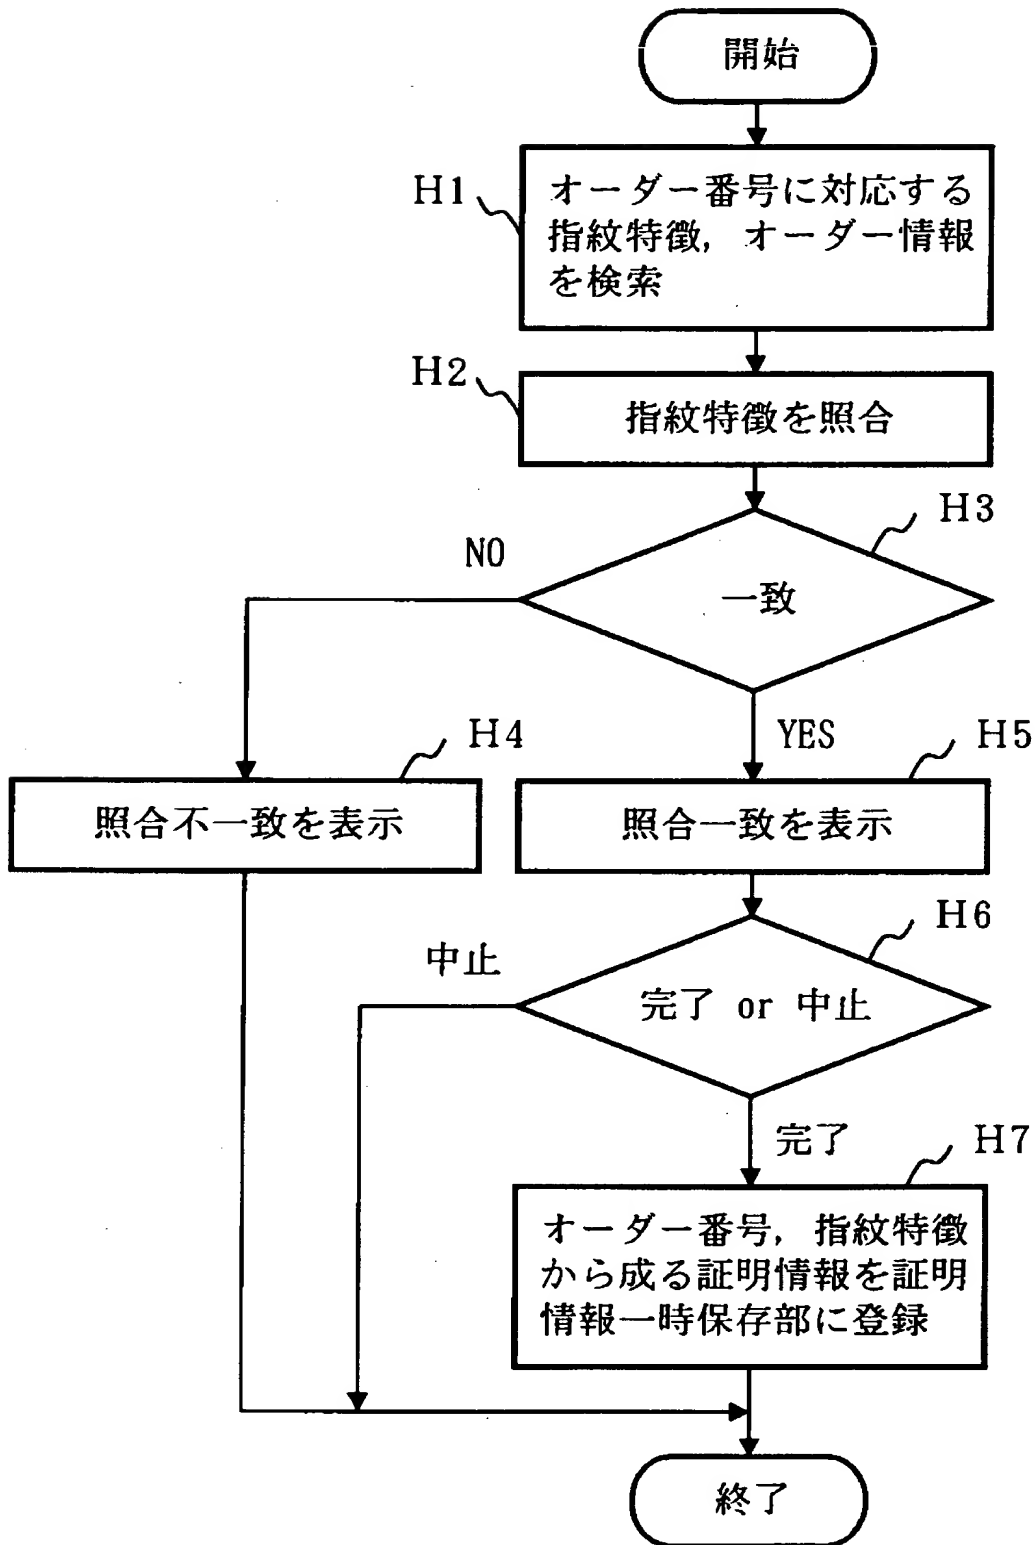 開始
H1
オーダー番号に対応する
指紋特徴，オーダー情報
を検索
H2
指紋特徴を照合
H3
NO
一致
YES
H4
照合不一致を表示
H5
照合一致を表示
H6
中止
完了 or 中止
完了
H7
オーダー番号，指紋特徴
から成る証明情報を証明
情報一時保存部に登録
終了